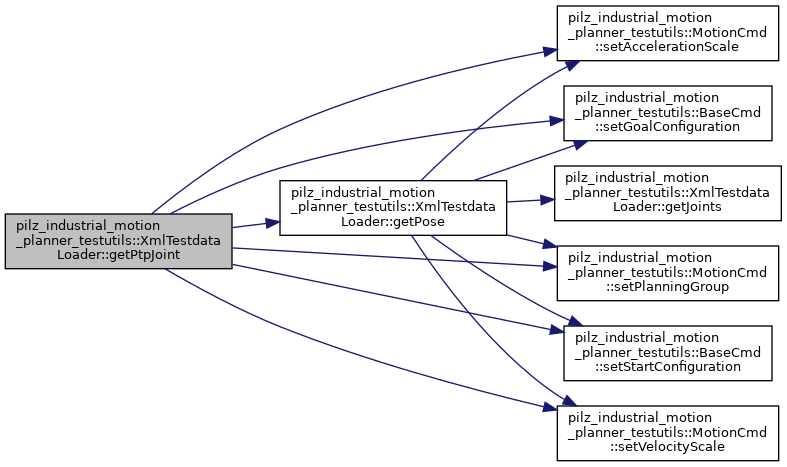 pilz_industrial_motion
_planner_testutils::XmlTestdata
Loader::getPtpJoint
pilz_industrial_motion
_planner_testutils::XmlTestdata
Loader::getPose
pilz_industrial_motion
_planner_testutils::MotionCmd
::setAccelerationScale
pilz_industrial_motion
_planner_testutils::BaseCmd
::setGoalConfiguration
pilz_industrial_motion
_planner_testutils::XmlTestdata
Loader::getJoints
pilz_industrial_motion
_planner_testutils::MotionCmd
::setPlanningGroup
pilz_industrial_motion
_planner_testutils::BaseCmd
::setStartConfiguration
pilz_industrial_motion
_planner_testutils::MotionCmd
::setVelocityScale